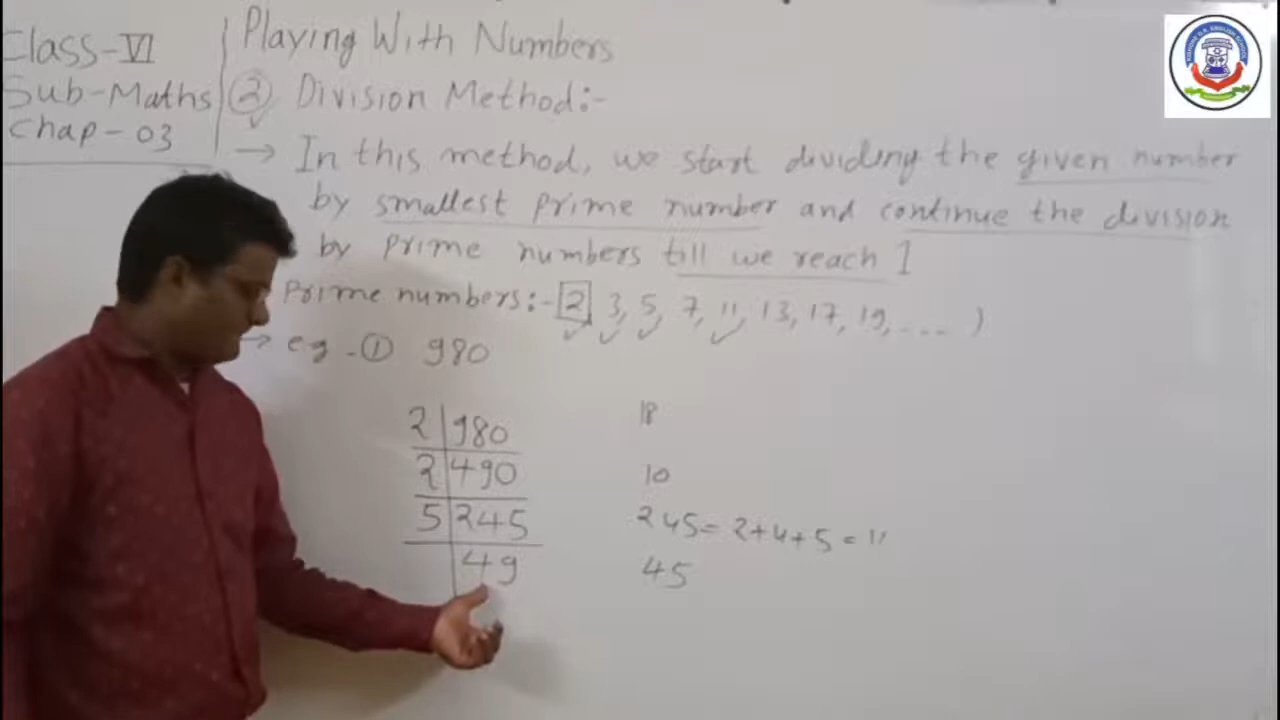 Class-VI
Sub-Maths
Chap-03
Playing With Numbers
② Division Method:-
→ In this method, we start dividing the given number
by smallest prime number and continue the division
by prime numbers till we reach 1
Prime numbers:- 2 3, 5, 7, 11, 13, 17, 19, .... )
→ eg - ① 980
2 | 980
2 | 490
5 | 245
49
18
10
245 = 2+4+5 = 11
45